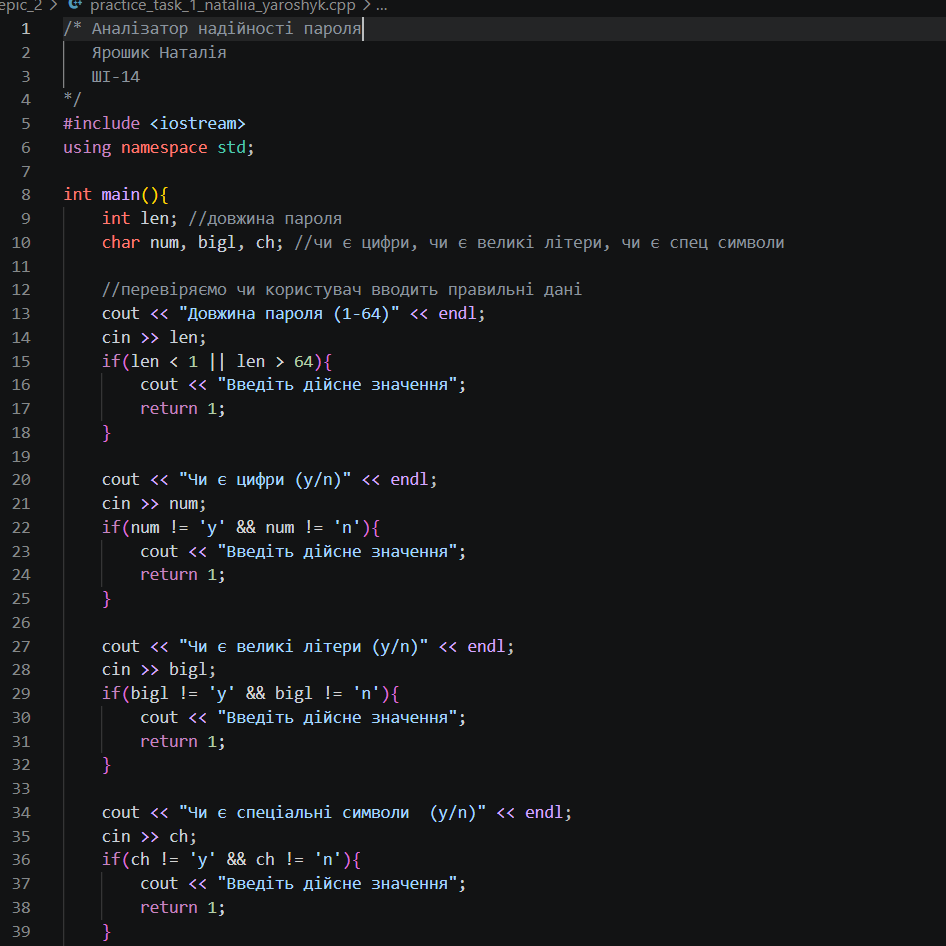 epic_2 > practice_task_1_nataliia_yaroshyk.cpp > ...
1 /* Аналізатор надійності пароля
2 Ярошик Наталія
3 ШІ-14
4 */
5 #include <iostream>
6 using namespace std;
7
8 int main(){
9 int len; //довжина пароля
10 char num, bigl, ch; //чи є цифри, чи є великі літери, чи є спец символи
11
12 //перевіряємо чи користувач вводить правильні дані
13 cout << "Довжина пароля (1-64)" << endl;
14 cin >> len;
15 if(len < 1 || len > 64){
16 cout << "Введіть дійсне значення";
17 return 1;
18 }
19
20 cout << "Чи є цифри (y/n)" << endl;
21 cin >> num;
22 if(num != 'y' && num != 'n'){
23 cout << "Введіть дійсне значення";
24 return 1;
25 }
26
27 cout << "Чи є великі літери (y/n)" << endl;
28 cin >> bigl;
29 if(bigl != 'y' && bigl != 'n'){
30 cout << "Введіть дійсне значення";
31 return 1;
32 }
33
34 cout << "Чи є спеціальні символи  (y/n)" << endl;
35 cin >> ch;
36 if(ch != 'y' && ch != 'n'){
37 cout << "Введіть дійсне значення";
38 return 1;
39 }